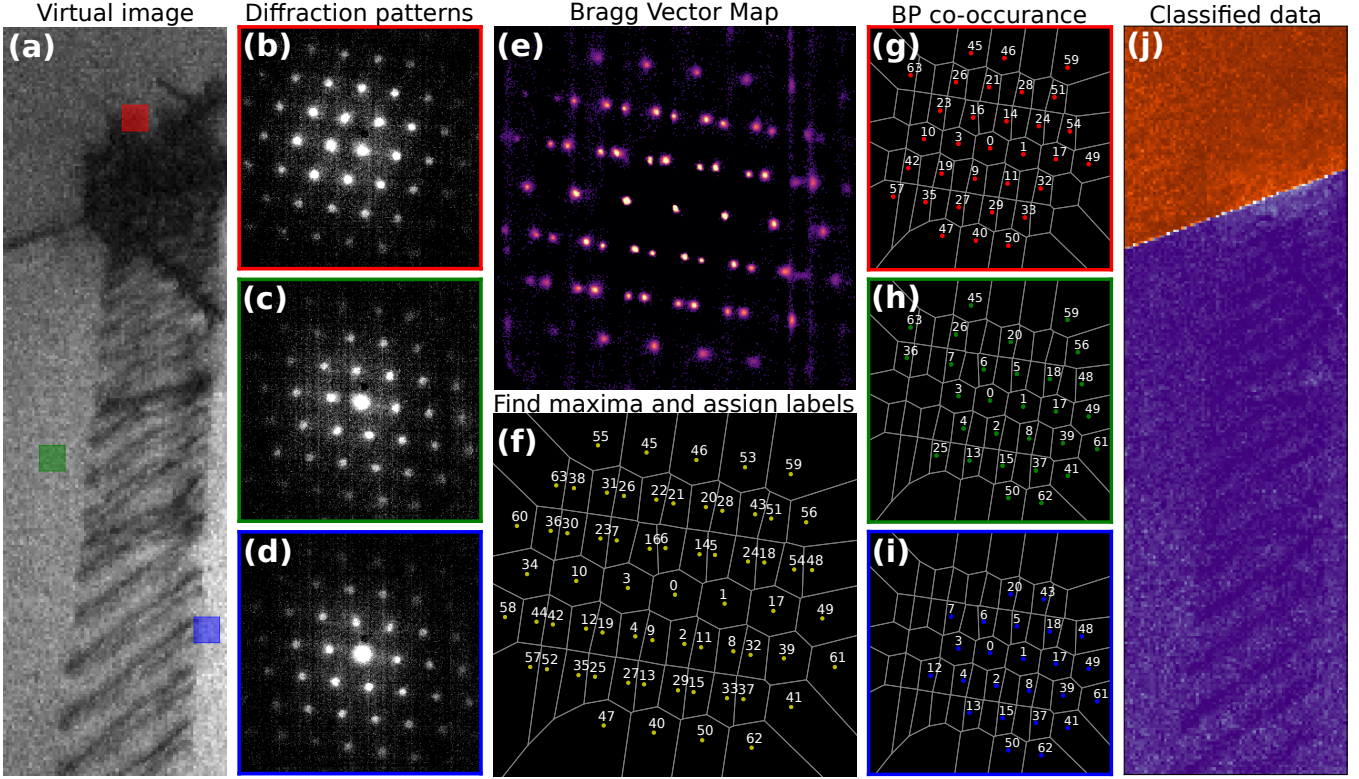 Virtual image
Diffraction patterns
Bragg Vector Map
BP co-occurance
Classified data
(a)
(b)
(c)
(d)
(e)
Find maxima and assign labels
(f)
55 45 46 53 59
63 38 31 26 22 21 20 28 43 51 56
60 36 30 23 7 16 6 14 5 24 18 54 48
34 10 3 0 1 17 49
58 44 42 12 19 4 9 2 11 8 32 39 61
57 52 35 25 27 13 29 15 33 37 41
47 40 50 62
(g)
45 46 59
63 26 21 28 51
23 16 14 24 54
10 3 0 1 17 49
42 19 9 11 32
57 35 27 29 33
47 40 50
(h)
45 59
63 26 20 56
36 7 6 5 18 48
3 0 1 17 49
4 2 8 39 61
25 13 15 37 41
50 62
(i)
20 43
7 6 5 18 48
3 0 1 17 49
12 4 2 8 39 61
13 15 37 41
50 62
(j)